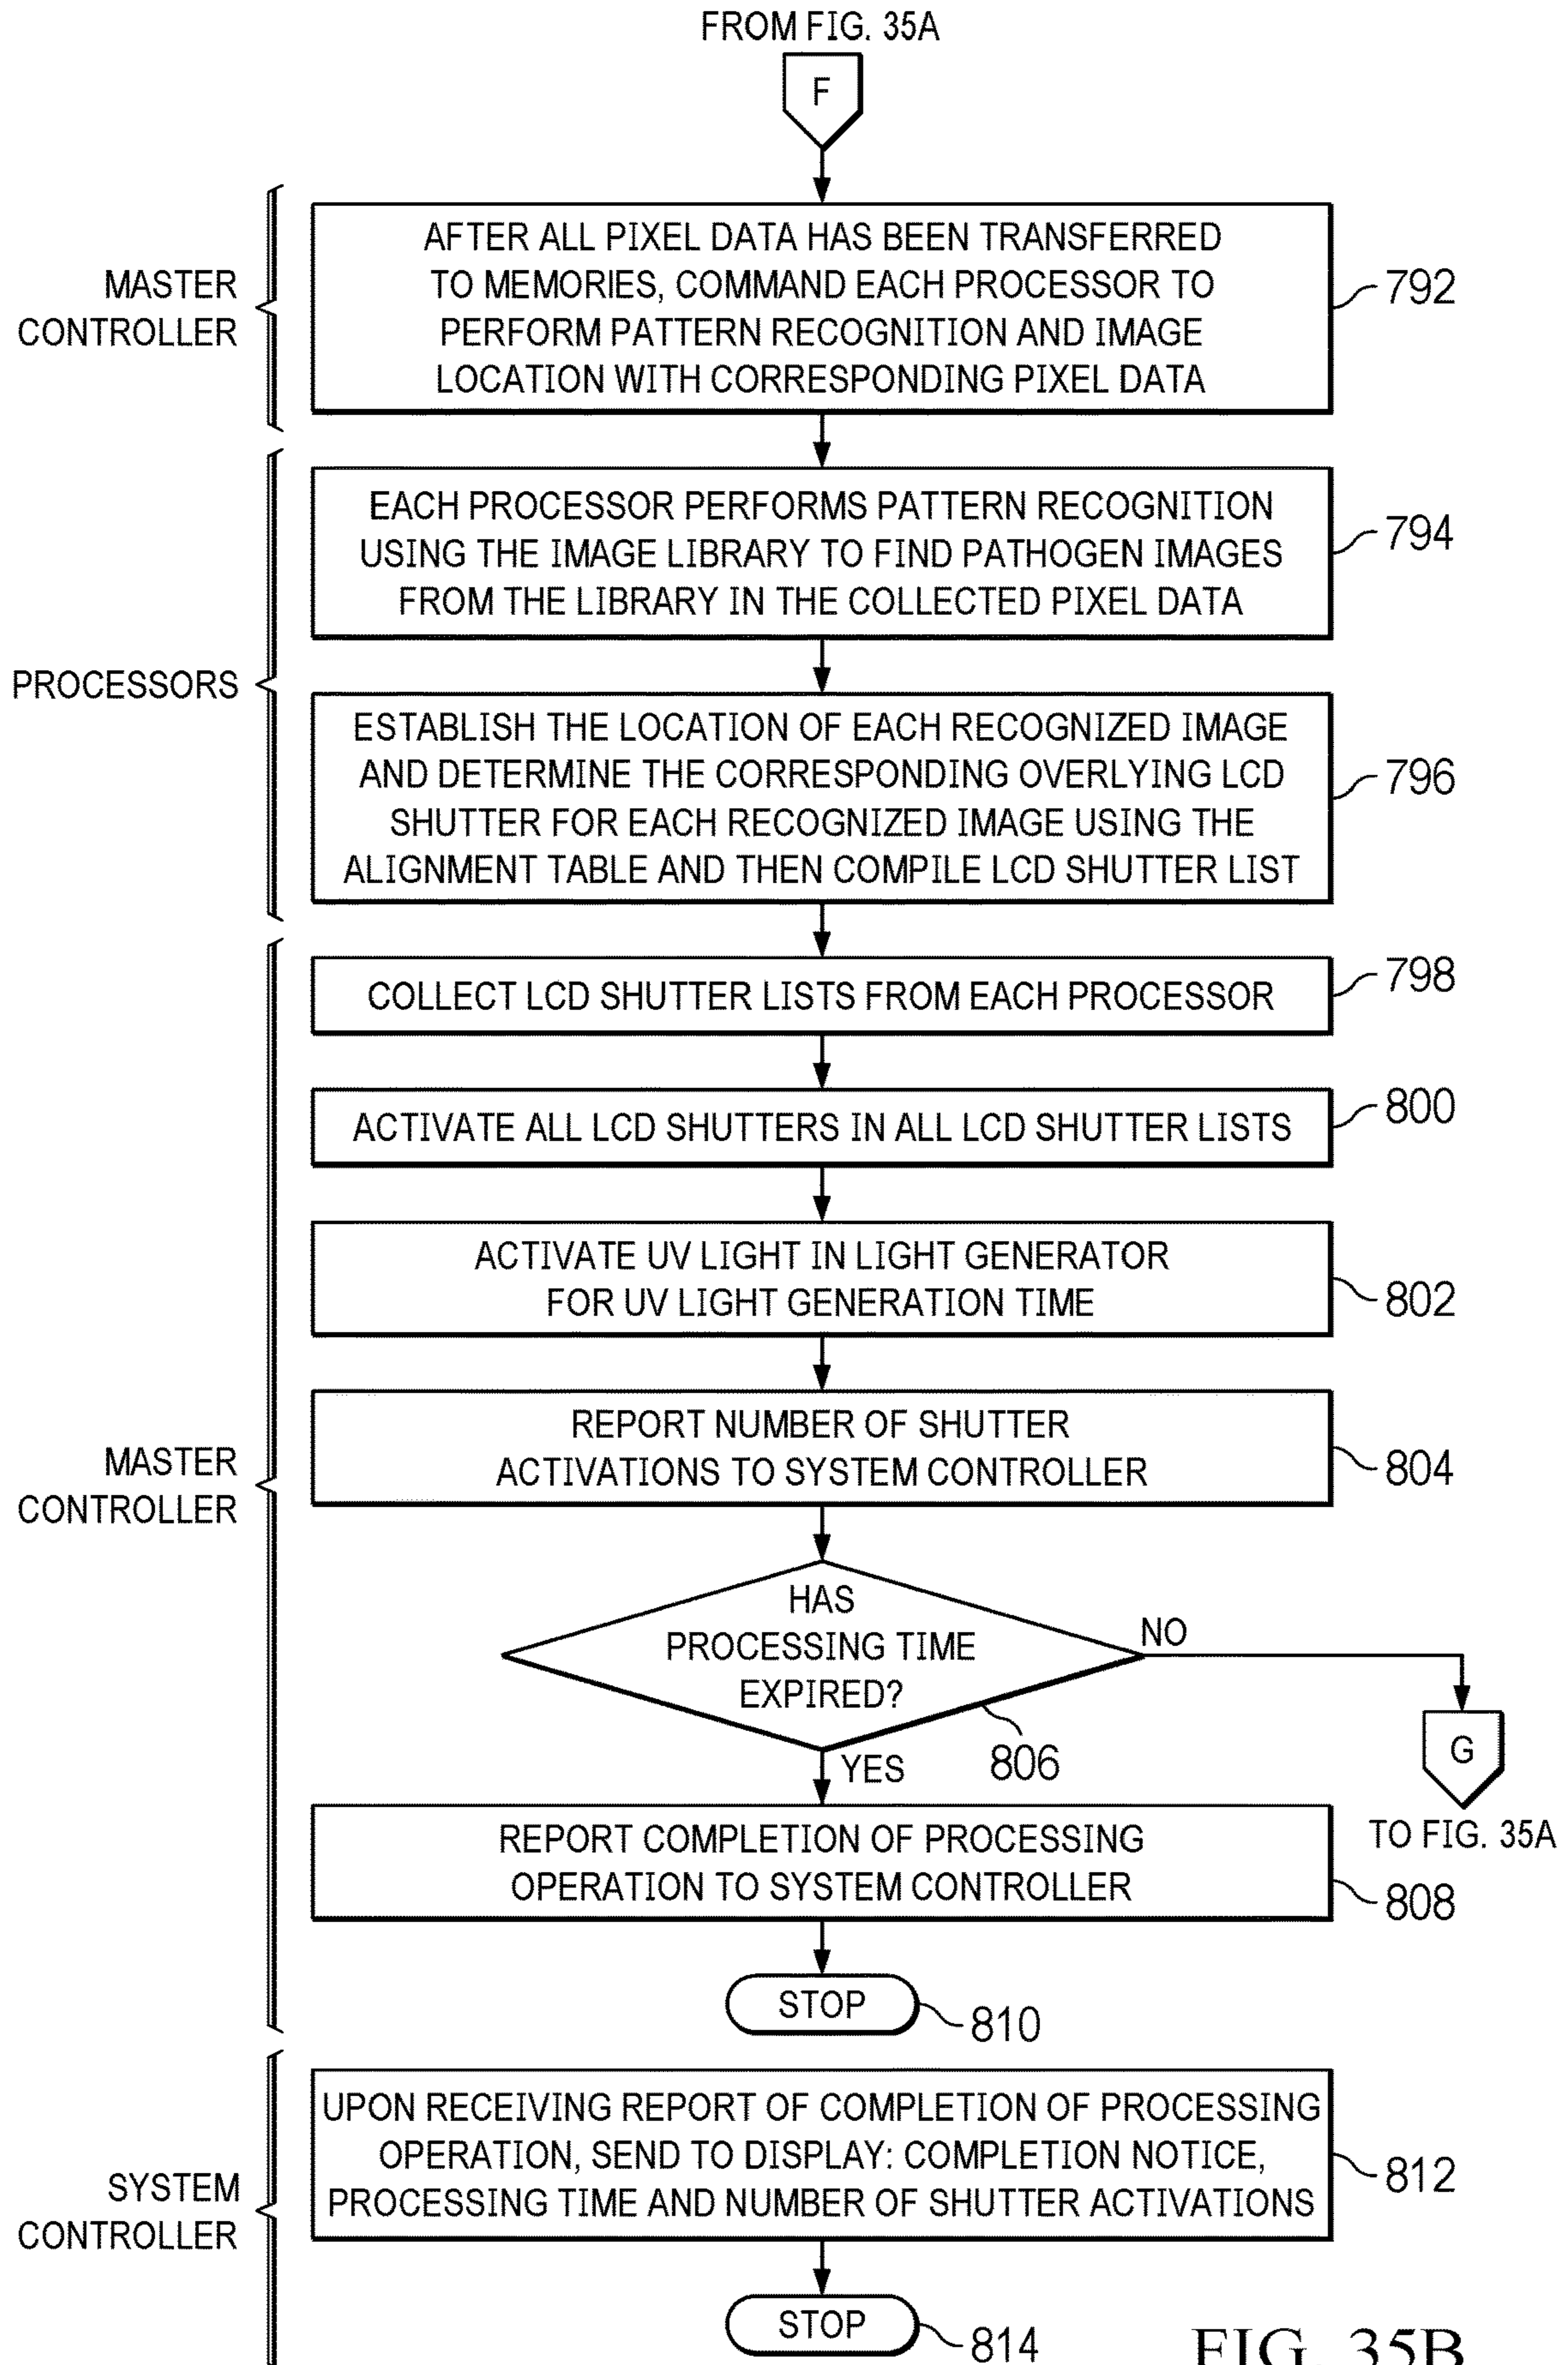 FROM FIG. 35A
F
MASTER
CONTROLLER
AFTER ALL PIXEL DATA HAS BEEN TRANSFERRED
TO MEMORIES, COMMAND EACH PROCESSOR TO
PERFORM PATTERN RECOGNITION AND IMAGE
LOCATION WITH CORRESPONDING PIXEL DATA
792
PROCESSORS
EACH PROCESSOR PERFORMS PATTERN RECOGNITION
USING THE IMAGE LIBRARY TO FIND PATHOGEN IMAGES
FROM THE LIBRARY IN THE COLLECTED PIXEL DATA
794
ESTABLISH THE LOCATION OF EACH RECOGNIZED IMAGE
AND DETERMINE THE CORRESPONDING OVERLYING LCD
SHUTTER FOR EACH RECOGNIZED IMAGE USING THE
ALIGNMENT TABLE AND THEN COMPILE LCD SHUTTER LIST
796
MASTER
CONTROLLER
COLLECT LCD SHUTTER LISTS FROM EACH PROCESSOR
798
ACTIVATE ALL LCD SHUTTERS IN ALL LCD SHUTTER LISTS
800
ACTIVATE UV LIGHT IN LIGHT GENERATOR
FOR UV LIGHT GENERATION TIME
802
REPORT NUMBER OF SHUTTER
ACTIVATIONS TO SYSTEM CONTROLLER
804
HAS
PROCESSING TIME
EXPIRED?
806
NO
G
TO FIG. 35A
YES
REPORT COMPLETION OF PROCESSING
OPERATION TO SYSTEM CONTROLLER
808
STOP
810
SYSTEM
CONTROLLER
UPON RECEIVING REPORT OF COMPLETION OF PROCESSING
OPERATION, SEND TO DISPLAY: COMPLETION NOTICE,
PROCESSING TIME AND NUMBER OF SHUTTER ACTIVATIONS
812
STOP
814
FIG. 35B